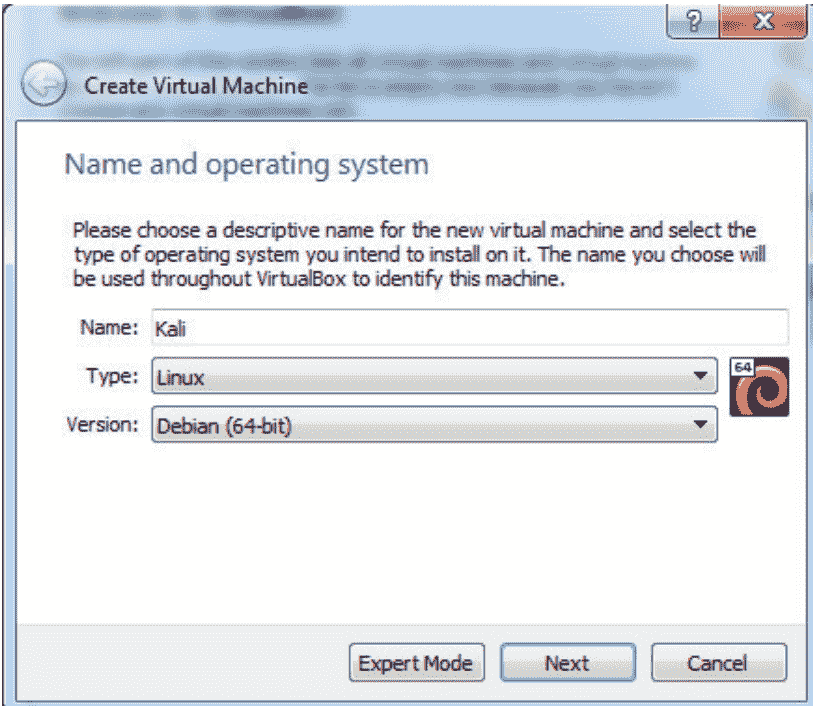 ?
X
Create Virtual Machine
Name and operating system
Please choose a descriptive name for the new virtual machine and select the
type of operating system you intend to install on it. The name you choose will
be used throughout VirtualBox to identify this machine.
Name: Kali
Type: Linux
64
Version: Debian (64-bit)
Expert Mode Next Cancel